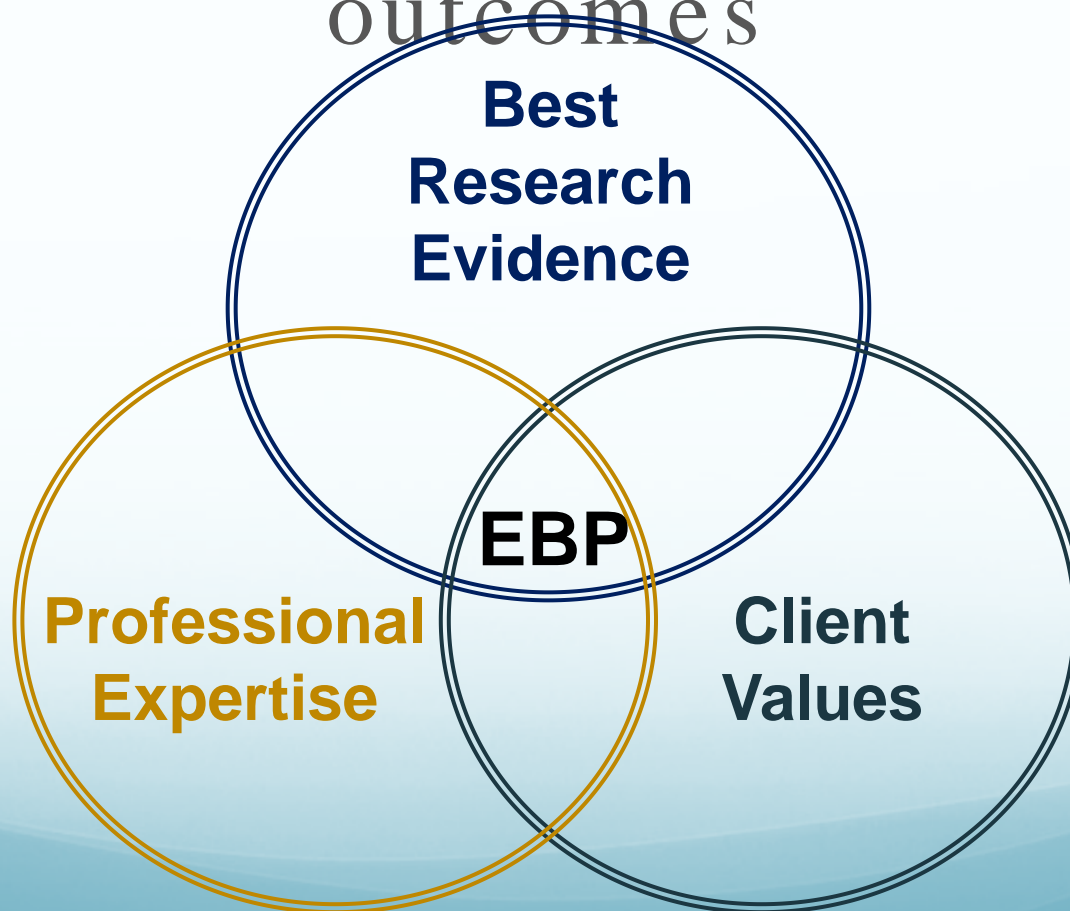 outcomes
Best
Research
Evidence
EBP
Professional
Expertise
Client
Values